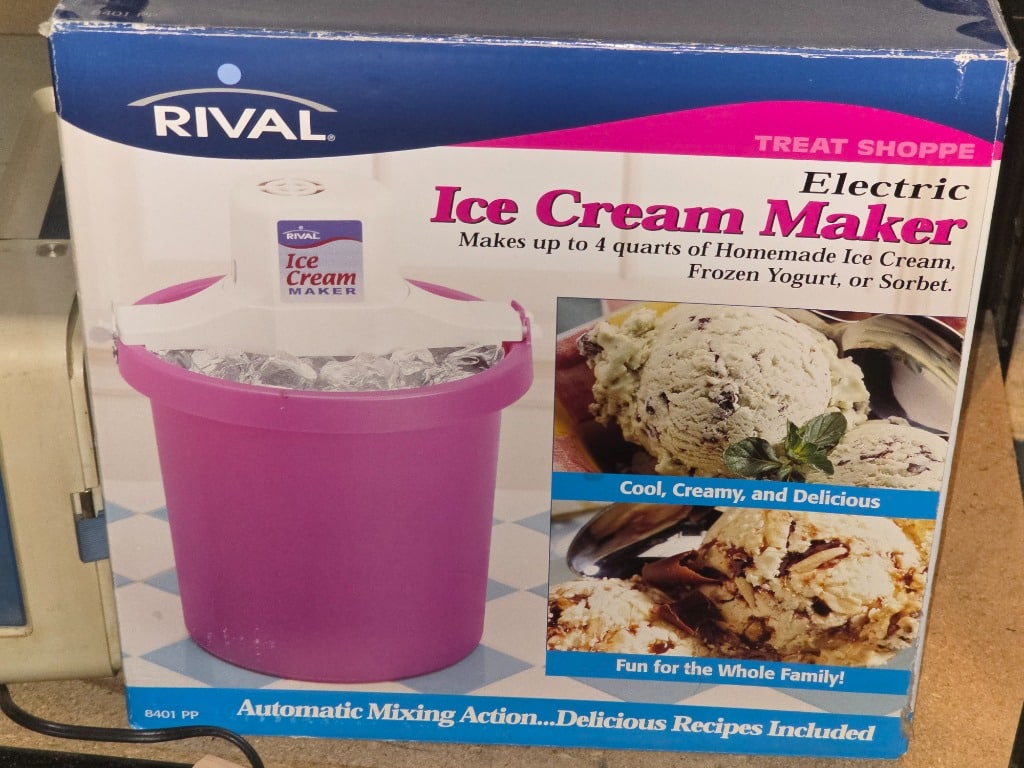 RIVAL®
TREAT SHOPPE
Electric
Ice Cream Maker
Makes up to 4 quarts of Homemade Ice Cream,
Frozen Yogurt, or Sorbet.
RIVAL
Ice
Cream
MAKER
Cool, Creamy, and Delicious
Fun for the Whole Family!
8401 PP
Automatic Mixing Action...Delicious Recipes Included